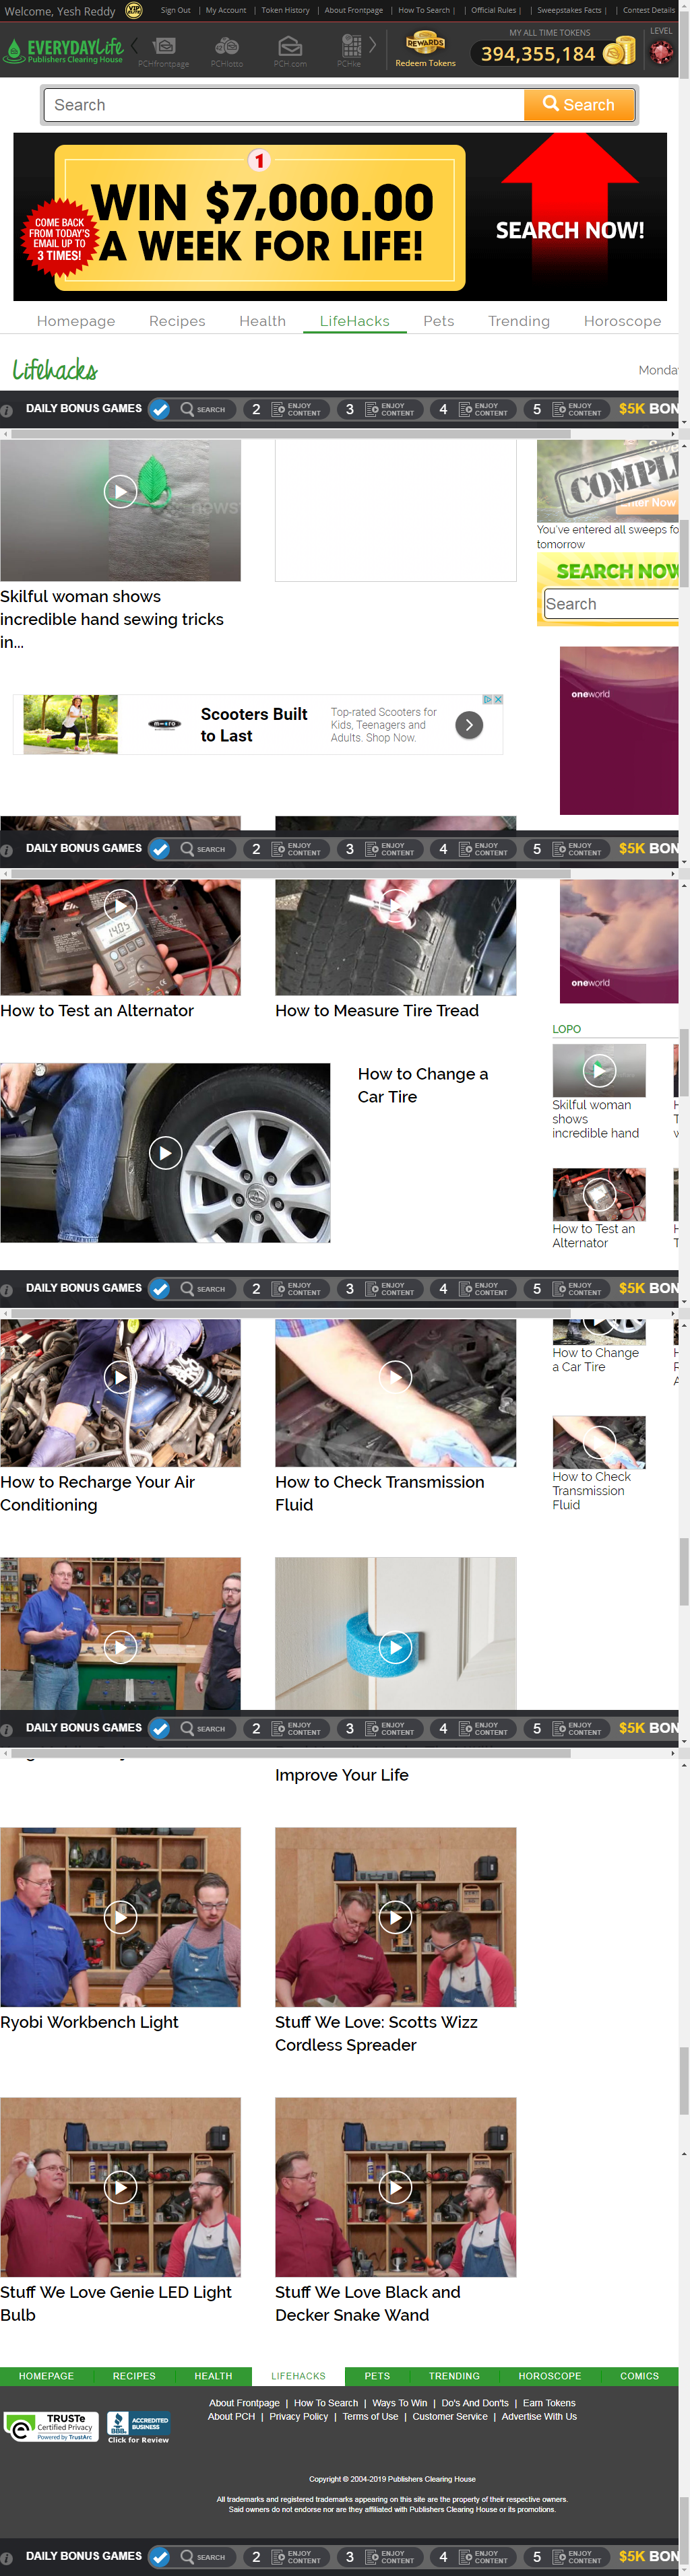 Welcome, Yesh Reddy VIP Sign Out | My Account | Token History | About Frontpage | How To Search | | Official Rules | | Sweepstakes Facts | | Contest Details
EVERYDAYLife
Publishers Clearing House
PCHfrontpage PCHlotto PCH.com
REWARDS
Redeem Tokens
MY ALL TIME TOKENS
394,355,184
LEVEL
Search Search
1
WIN $7,000.00
A WEEK FOR LIFE!
COME BACK
FROM TODAY'S
EMAIL UP TO
3 TIMES!
SEARCH NOW!
Homepage Recipes Health LifeHacks Pets Trending Horoscope
Lifehacks
Monda
DAILY BONUS GAMES SEARCH 2 ENJOY CONTENT 3 ENJOY CONTENT 4 ENJOY CONTENT 5 ENJOY CONTENT $5K BON
news
COMPL
Enter Now
You've entered all sweeps fo
tomorrow
SEARCH NOW
Search
Skilful woman shows
incredible hand sewing tricks
in...
oneworld
micro
Scooters Built
to Last
Top-rated Scooters for
Kids, Teenagers and
Adults. Shop Now.
DAILY BONUS GAMES SEARCH 2 ENJOY CONTENT 3 ENJOY CONTENT 4 ENJOY CONTENT 5 ENJOY CONTENT $5K BON
14.05
oneworld
How to Test an Alternator
How to Measure Tire Tread
LOPO
Skilful woman
shows
incredible hand
How to Change a
Car Tire
How to Test an
Alternator
DAILY BONUS GAMES SEARCH 2 ENJOY CONTENT 3 ENJOY CONTENT 4 ENJOY CONTENT 5 ENJOY CONTENT $5K BON
How to Change
a Car Tire
How to Check
Transmission
Fluid
How to Recharge Your Air
Conditioning
How to Check Transmission
Fluid
DAILY BONUS GAMES SEARCH 2 ENJOY CONTENT 3 ENJOY CONTENT 4 ENJOY CONTENT 5 ENJOY CONTENT $5K BON
Improve Your Life
Ryobi Workbench Light
Stuff We Love: Scotts Wizz
Cordless Spreader
Stuff We Love Genie LED Light
Bulb
Stuff We Love Black and
Decker Snake Wand
HOMEPAGE RECIPES HEALTH LIFEHACKS PETS TRENDING HOROSCOPE COMICS
TRUSTe
Certified Privacy
Powered by TrustArc
BBB ACCREDITED BUSINESS
Click for Review
About Frontpage | How To Search | Ways To Win | Do's And Don'ts | Earn Tokens
About PCH | Privacy Policy | Terms of Use | Customer Service | Advertise With Us
Copyright © 2004-2019 Publishers Clearing House
All trademarks and registered trademarks appearing on this site are the property of their respective owners.
Said owners do not endorse nor are they affiliated with Publishers Clearing House or its promotions.
DAILY BONUS GAMES SEARCH 2 ENJOY CONTENT 3 ENJOY CONTENT 4 ENJOY CONTENT 5 ENJOY CONTENT $5K BON